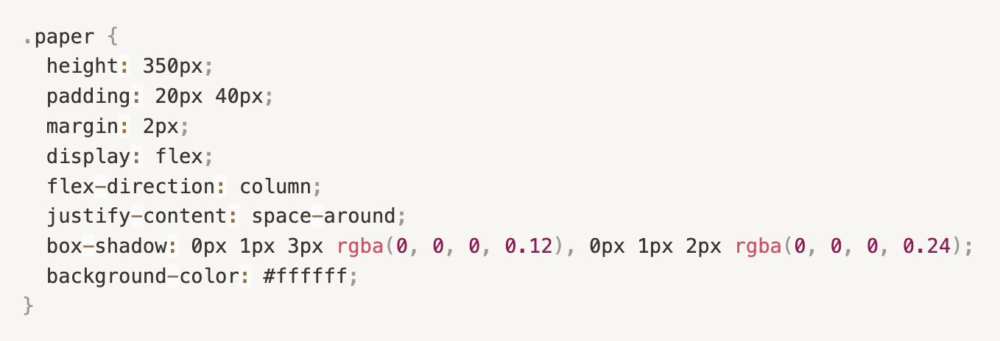 .paper {
  height: 350px;
  padding: 20px 40px;
  margin: 2px;
  display: flex;
  flex-direction: column;
  justify-content: space-around;
  box-shadow: 0px 1px 3px rgba(0, 0, 0, 0.12), 0px 1px 2px rgba(0, 0, 0, 0.24);
  background-color: #ffffff;
}